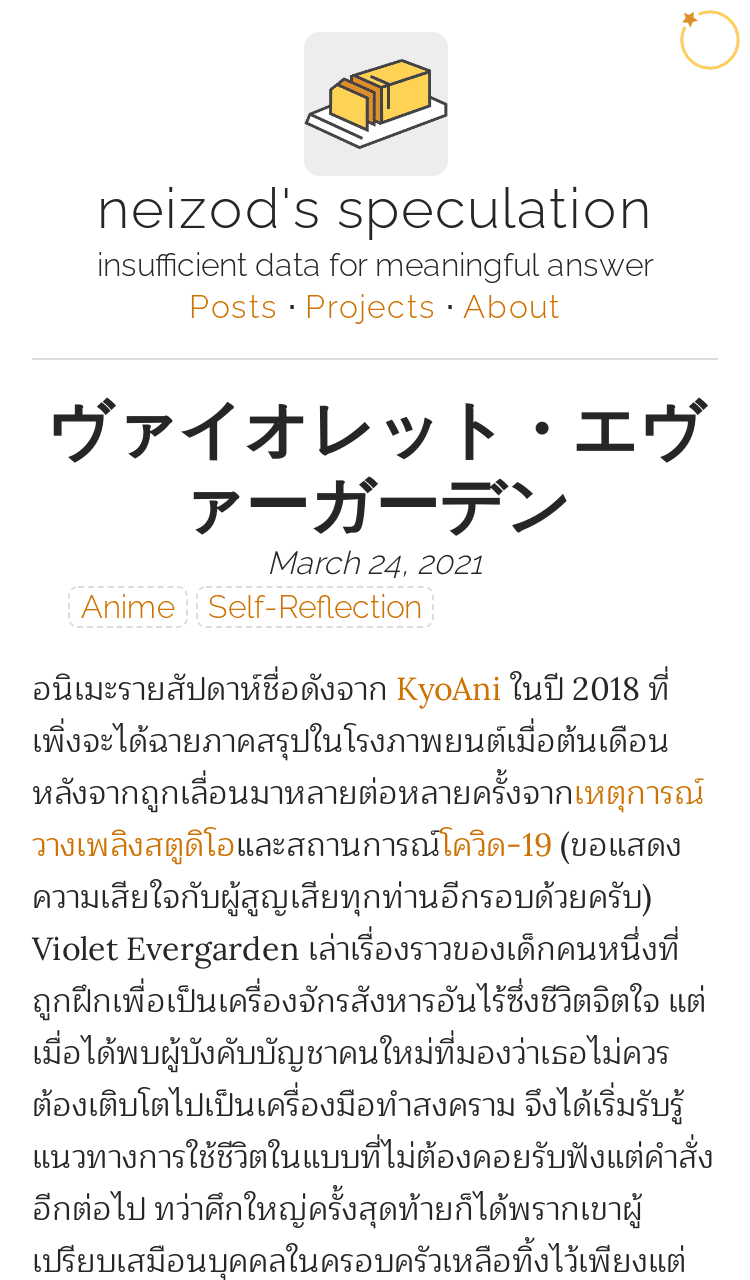 neizod's speculation
insufficient data for meaningful answer
Posts · Projects · About
ヴァイオレット・エヴ
ァーガーデン
March 24, 2021
Anime Self-Reflection
อนิเมะรายสัปดาห์ชื่อดังจาก KyoAni ในปี 2018 ที่
เพิ่งจะได้ฉายภาคสรุปในโรงภาพยนต์เมื่อต้นเดือน
หลังจากถูกเลื่อนมาหลายต่อหลายครั้งจากเหตุการณ์
วางเพลิงสตูดิโอและสถานการณ์โควิด-19 (ขอแสดง
ความเสียใจกับผู้สูญเสียทุกท่านอีกรอบด้วยครับ)
Violet Evergarden เล่าเรื่องราวของเด็กคนหนึ่งที่
ถูกฝึกเพื่อเป็นเครื่องจักรสังหารอันไร้ซึ่งชีวิตจิตใจ แต่
เมื่อได้พบผู้บังคับบัญชาคนใหม่ที่มองว่าเธอไม่ควร
ต้องเติบโตไปเป็นเครื่องมือทำสงคราม จึงได้เริ่มรับรู้
แนวทางการใช้ชีวิตในแบบที่ไม่ต้องคอยรับฟังแต่คำสั่ง
อีกต่อไป ทว่าศึกใหญ่ครั้งสุดท้ายก็ได้พรากเขาผู้
เปรียบเสมือนบุคคลในครอบครัวเหลือทิ้งไว้เพียงแต่